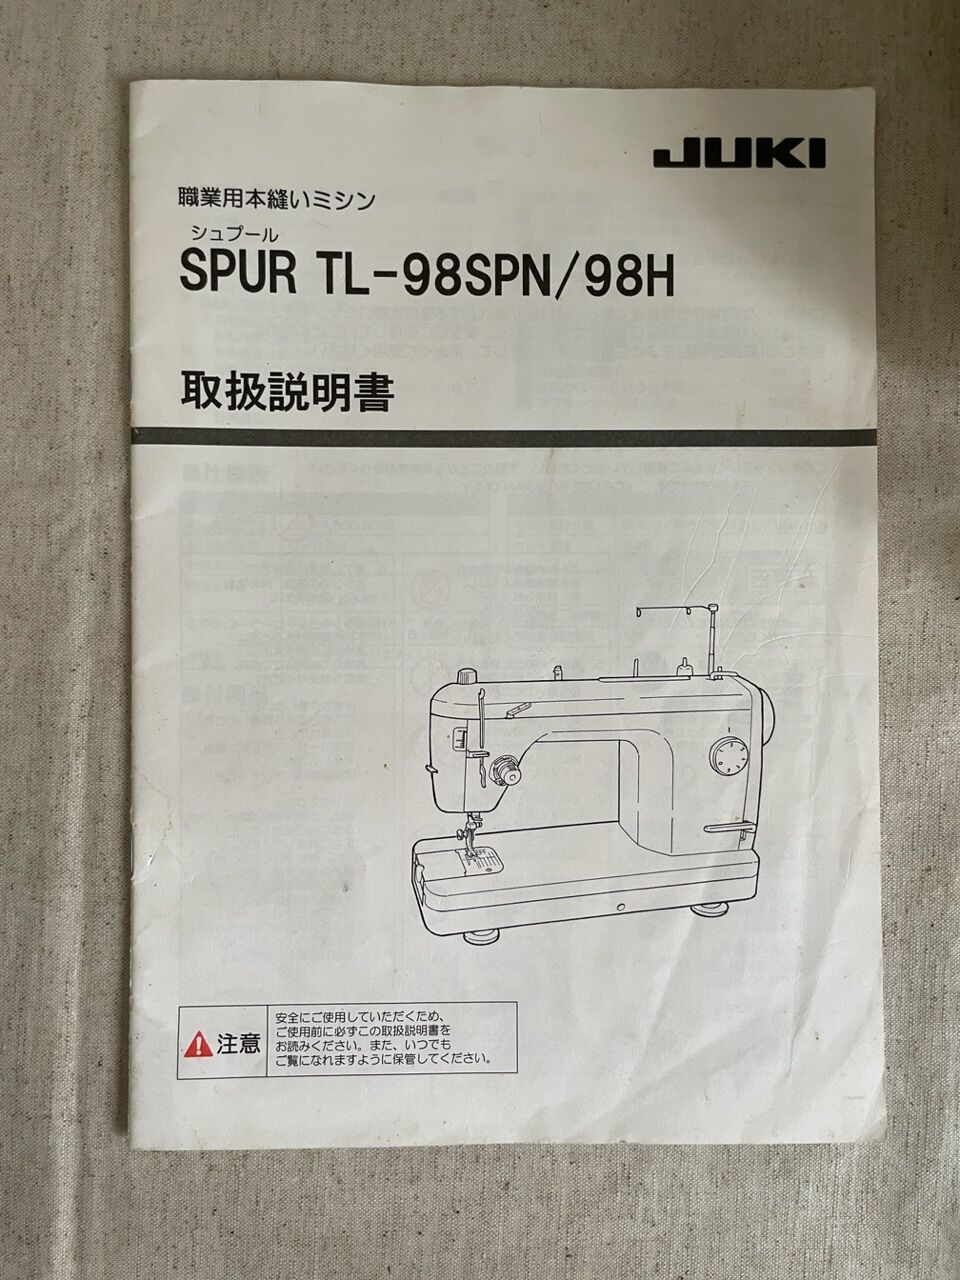 JUKI
職業用本縫いミシン
シュプール
SPUR TL-98SPN/98H
取扱説明書
注意
安全にご使用していただくため、
ご使用前に必ずこの取扱説明書を
お読みください。また、いつでも
ご覧になれますように保管してください。